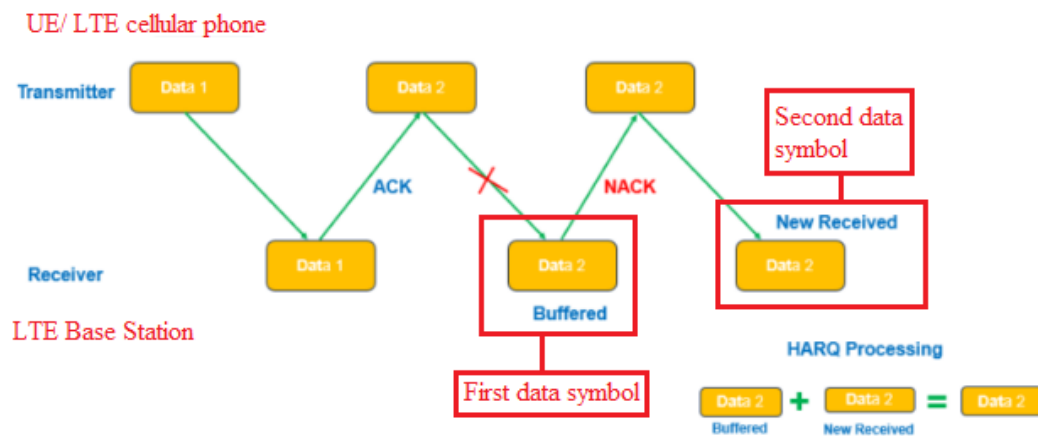 UE/ LTE cellular phone
Transmitter
Data 1
Data 2
Data 2
Second data
symbol
ACK
NACK
New Received
Receiver
Data 1
Data 2
Data 2
Buffered
LTE Base Station
HARQ Processing
First data symbol
Data 2 + Data 2 = Data 2
Buffered
New Received